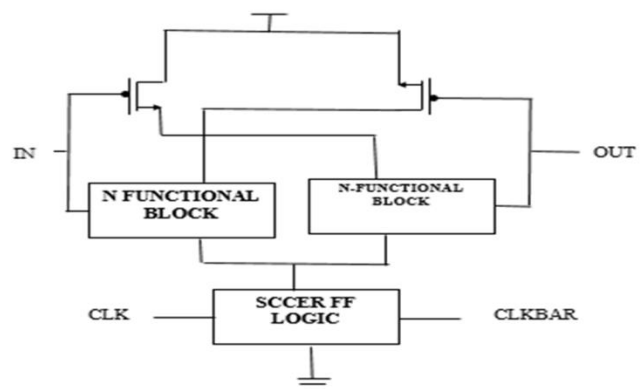 IN
OUT
N FUNCTIONAL
BLOCK
N-FUNCTIONAL
BLOCK
CLK
SCCER FF
LOGIC
CLKBAR